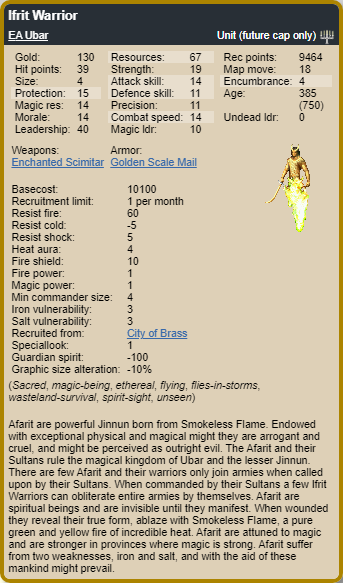 Ifrit Warrior
EA Ubar Unit (future cap only)
Gold: 130 Resources: 67 Rec points: 9464
Hit points: 39 Strength: 19 Map move: 18
Size: 4 Attack skill: 14 Encumbrance: 4
Protection: 15 Defence skill: 11 Age: 385
Magic res: 14 Precision: 11 (750)
Morale: 14 Combat speed: 14 Undead ldr: 0
Leadership: 40 Magic ldr: 10
Weapons: Armor:
Enchanted Scimitar Golden Scale Mail
Basecost: 10100
Recruitment limit: 1 per month
Resist fire: 60
Resist cold: -5
Resist shock: 5
Heat aura: 4
Fire shield: 10
Fire power: 1
Magic power: 1
Min commander size: 4
Iron vulnerability: 3
Salt vulnerability: 3
Recruited from: City of Brass
Speciallook: 1
Guardian spirit: -100
Graphic size alteration: -10%
(Sacred, magic-being, ethereal, flying, flies-in-storms,
wasteland-survival, spirit-sight, unseen)
Afarit are powerful Jinnun born from Smokeless Flame. Endowed
with exceptional physical and magical might they are arrogant and
cruel, and might be perceived as outright evil. The Afarit and their
Sultans rule the magical kingdom of Ubar and the lesser Jinnun.
There are few Afarit and their warriors only join armies when called
upon by their Sultans. When commanded by their Sultans a few Ifrit
Warriors can obliterate entire armies by themselves. Afarit are
spiritual beings and are invisible until they manifest. When wounded
they reveal their true form, ablaze with Smokeless Flame, a pure
green and yellow fire of incredible heat. Afarit are attuned to magic
and are stronger in provinces where magic is strong. Afarit suffer
from two weaknesses, iron and salt, and with the aid of these
mankind might prevail.